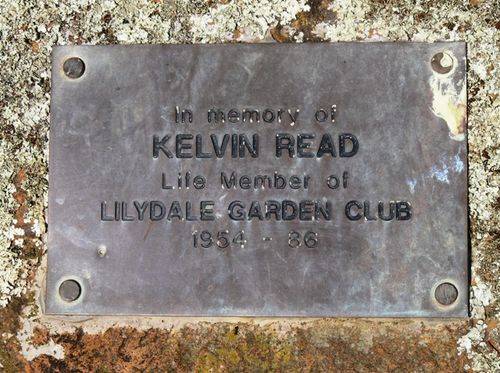 In memory of
KELVIN READ
Life Member of
LILYDALE GARDEN CLUB
1954 - 86